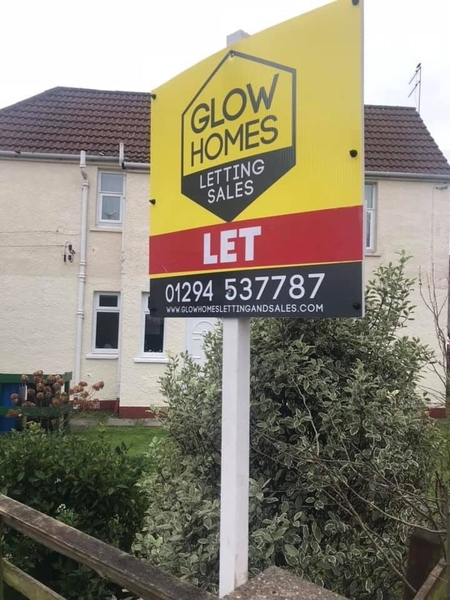 GLOW
HOMES
LETTING
SALES
LET
01294 537787
WWW.GLOWHOMESLETTINGANDSALES.COM